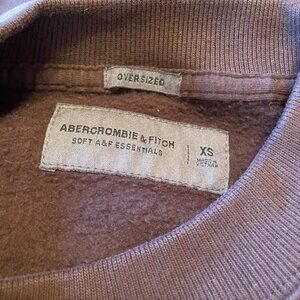 OVERSIZED
ABERCROMBIE & FITCH
SOFT A&F ESSENTIALS
XS
MADE IN
VIETNAM